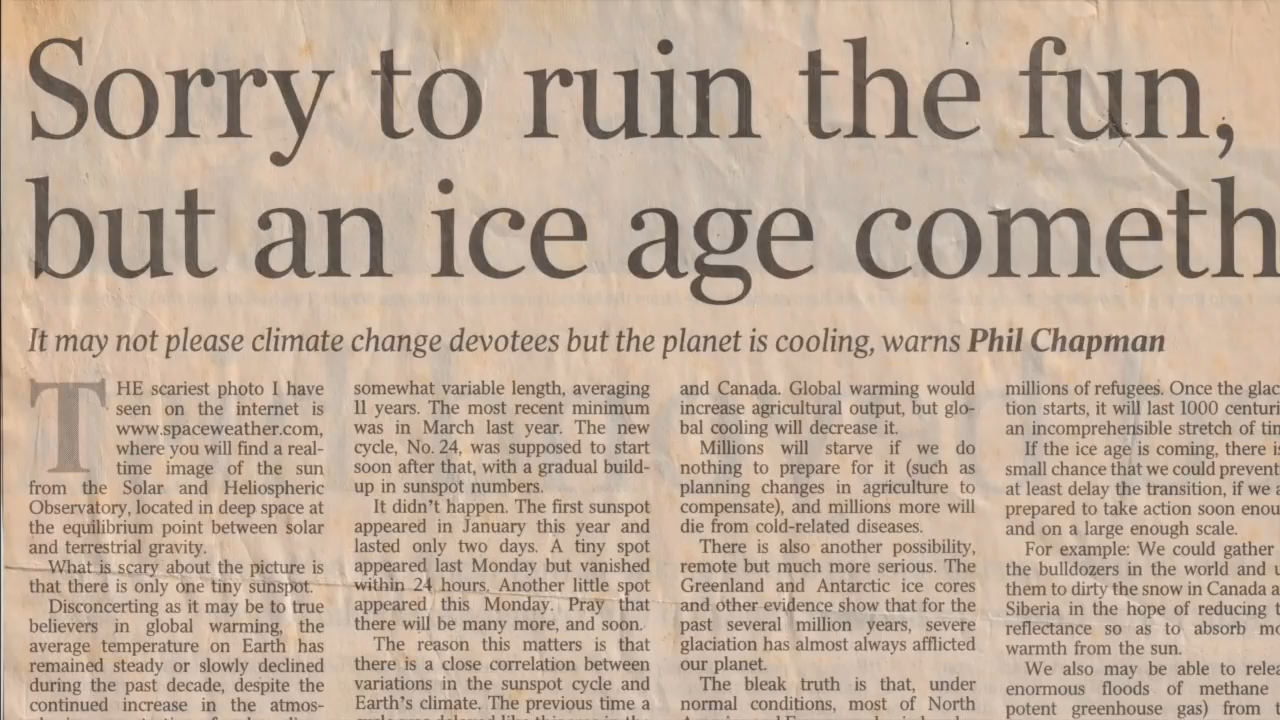 Sorry to ruin the fun,
but an ice age cometh
It may not please climate change devotees but the planet is cooling, warns Phil Chapman
THE scariest photo I have
seen on the internet is
www.spaceweather.com,
where you will find a real-
time image of the sun
from the Solar and Heliospheric
Observatory, located in deep space at
the equilibrium point between solar
and terrestrial gravity.
What is scary about the picture is
that there is only one tiny sunspot.
Disconcerting as it may be to true
believers in global warming, the
average temperature on Earth has
remained steady or slowly declined
during the past decade, despite the
continued increase in the atmos-
somewhat variable length, averaging
11 years. The most recent minimum
was in March last year. The new
cycle, No. 24, was supposed to start
soon after that, with a gradual build-
up in sunspot numbers.
It didn't happen. The first sunspot
appeared in January this year and
lasted only two days. A tiny spot
appeared last Monday but vanished
within 24 hours. Another little spot
appeared this Monday. Pray that
there will be many more, and soon.
The reason this matters is that
there is a close correlation between
variations in the sunspot cycle and
Earth's climate. The previous time a
and Canada. Global warming would
increase agricultural output, but glo-
bal cooling will decrease it.
Millions will starve if we do
nothing to prepare for it (such as
planning changes in agriculture to
compensate), and millions more will
die from cold-related diseases.
There is also another possibility,
remote but much more serious. The
Greenland and Antarctic ice cores
and other evidence show that for the
past several million years, severe
glaciation has almost always afflicted
our planet.
The bleak truth is that, under
normal conditions, most of North
millions of refugees. Once the glac
tion starts, it will last 1000 centuri
an incomprehensible stretch of tim
If the ice age is coming, there is
small chance that we could prevent
at least delay the transition, if we a
prepared to take action soon enou
and on a large enough scale.
For example: We could gather
the bulldozers in the world and u
them to dirty the snow in Canada a
Siberia in the hope of reducing t
reflectance so as to absorb mo
warmth from the sun.
We also may be able to relea
enormous floods of methane
potent greenhouse gas) from t